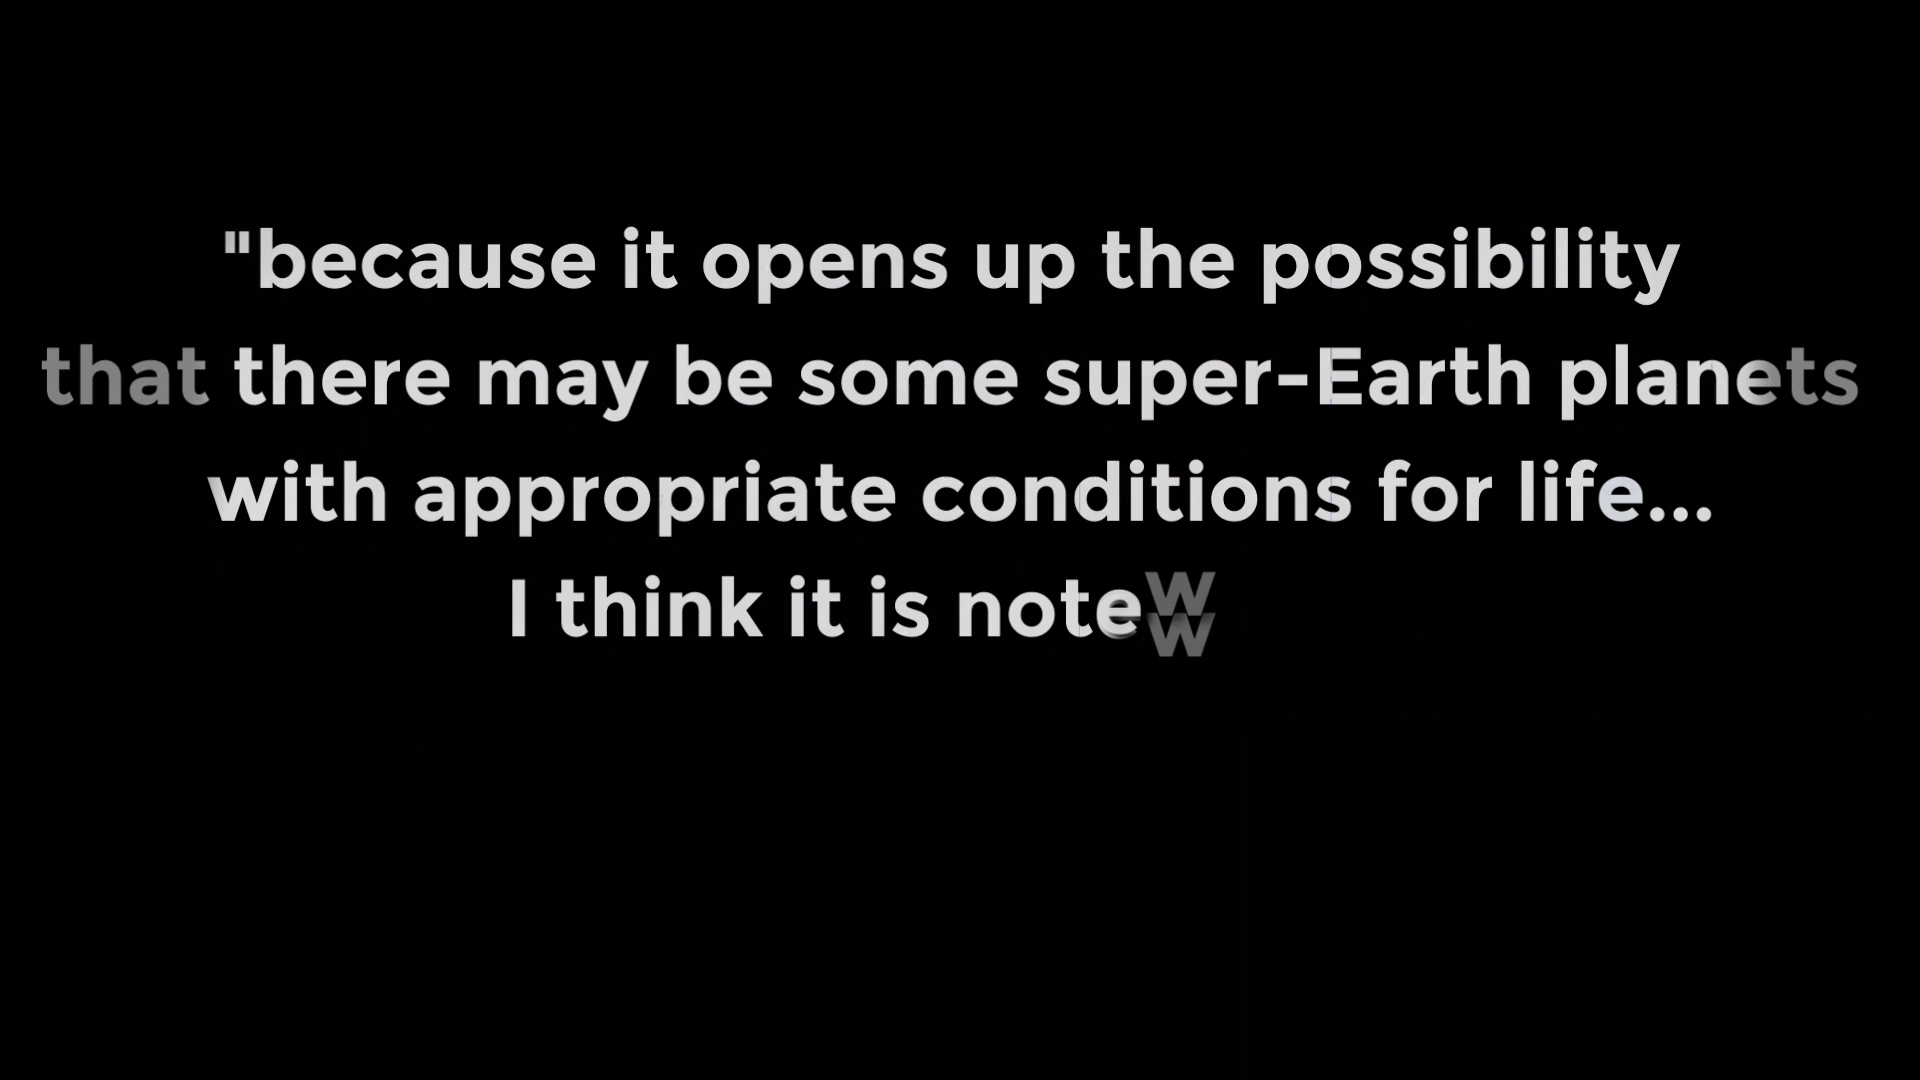 "because it opens up the possibility
that there may be some super-Earth planets
with appropriate conditions for life...
I think it is notew